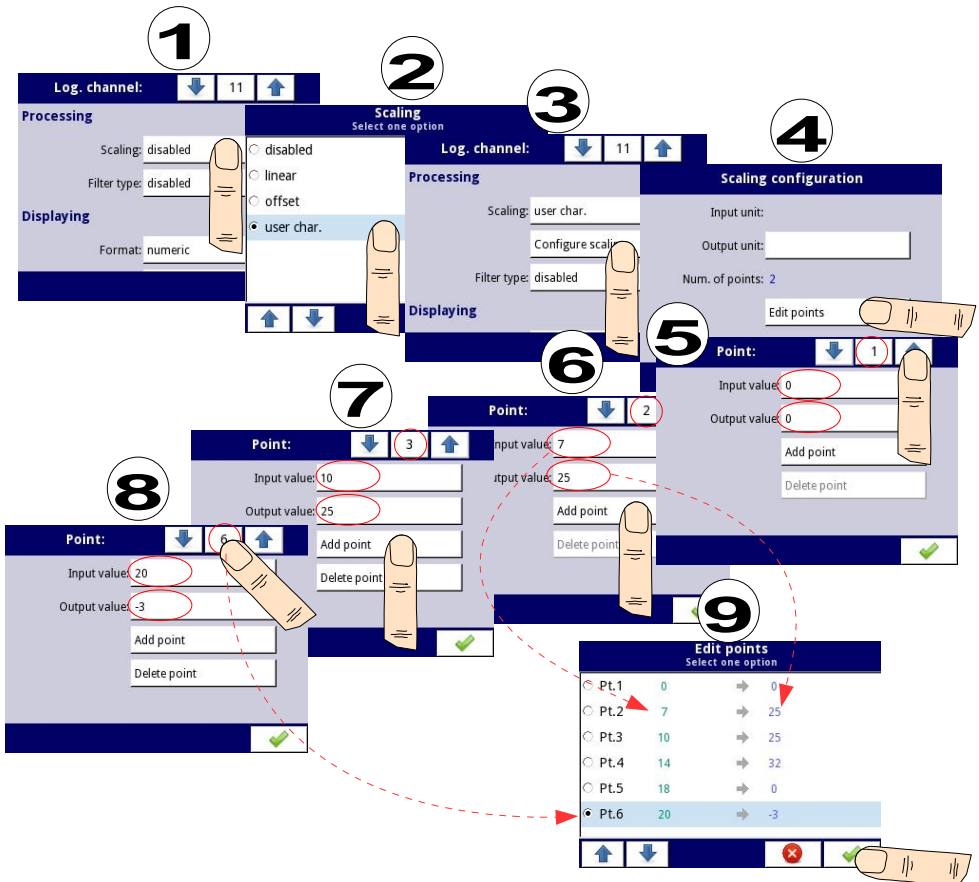 1
Log. channel: 11
Processing
Scaling: disabled
Filter type: disabled
Displaying
Format: numeric
2
Scaling
Select one option
disabled
linear
offset
user char.
3
Log. channel: 11
Processing
Scaling: user char.
Configure scaling
Filter type: disabled
Displaying
4
Scaling configuration
Input unit:
Output unit:
Num. of points: 2
Edit points
5
Point: 1
Input value: 0
Output value: 0
Add point
Delete point
6
Point: 2
nput value: 7
utput value: 25
Add point
Delete point
7
Point: 3
Input value: 10
Output value: 25
Add point
Delete point
8
Point: 6
Input value: 20
Output value: -3
Add point
Delete point
9
Edit points
Select one option
Pt.1 0 0
Pt.2 7 25
Pt.3 10 25
Pt.4 14 32
Pt.5 18 0
Pt.6 20 -3